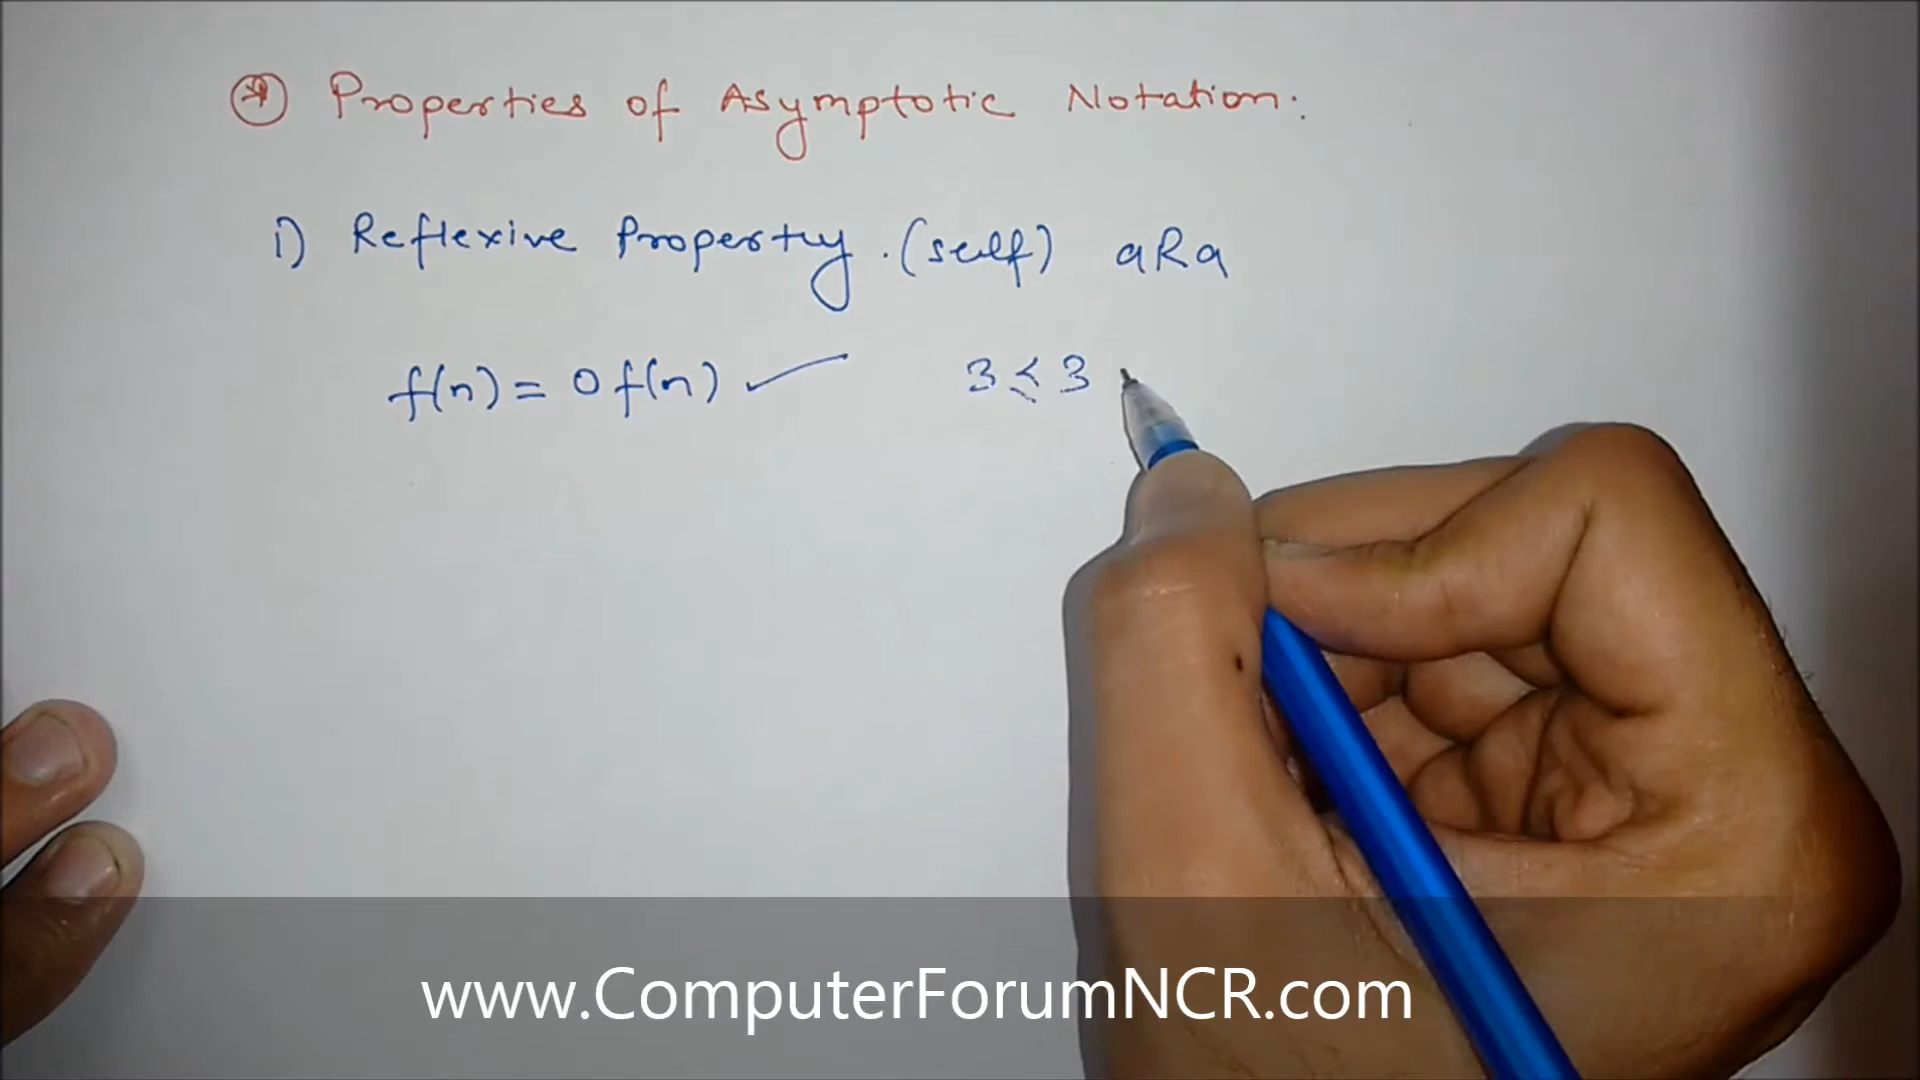 * Properties of Asymptotic Notation:
i) Reflexive Property. (self) aRa
f(n) = O f(n) ✓ 3 ≤ 3
www.ComputerForumNCR.com